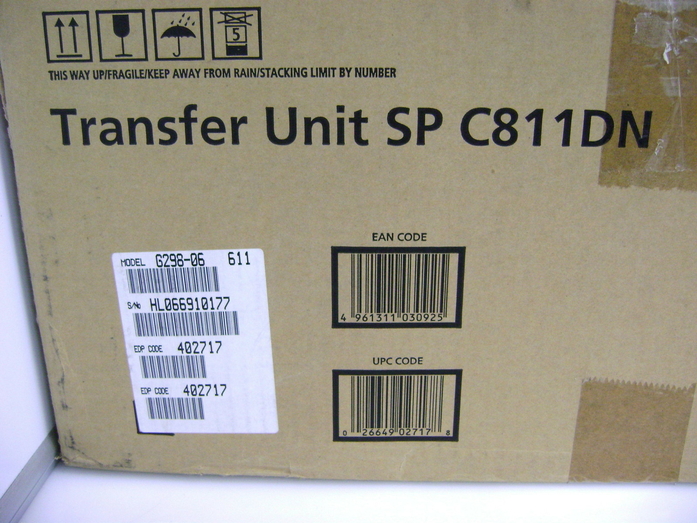 5
THIS WAY UP/FRAGILE/KEEP AWAY FROM RAIN/STACKING LIMIT BY NUMBER
Transfer Unit SP C811DN
EAN CODE
MODEL G298-06 611
S/No HL066910177
4 961311 030925
EDP CODE 402717
UPC CODE
EDP CODE 402717
0 26649 02717 8